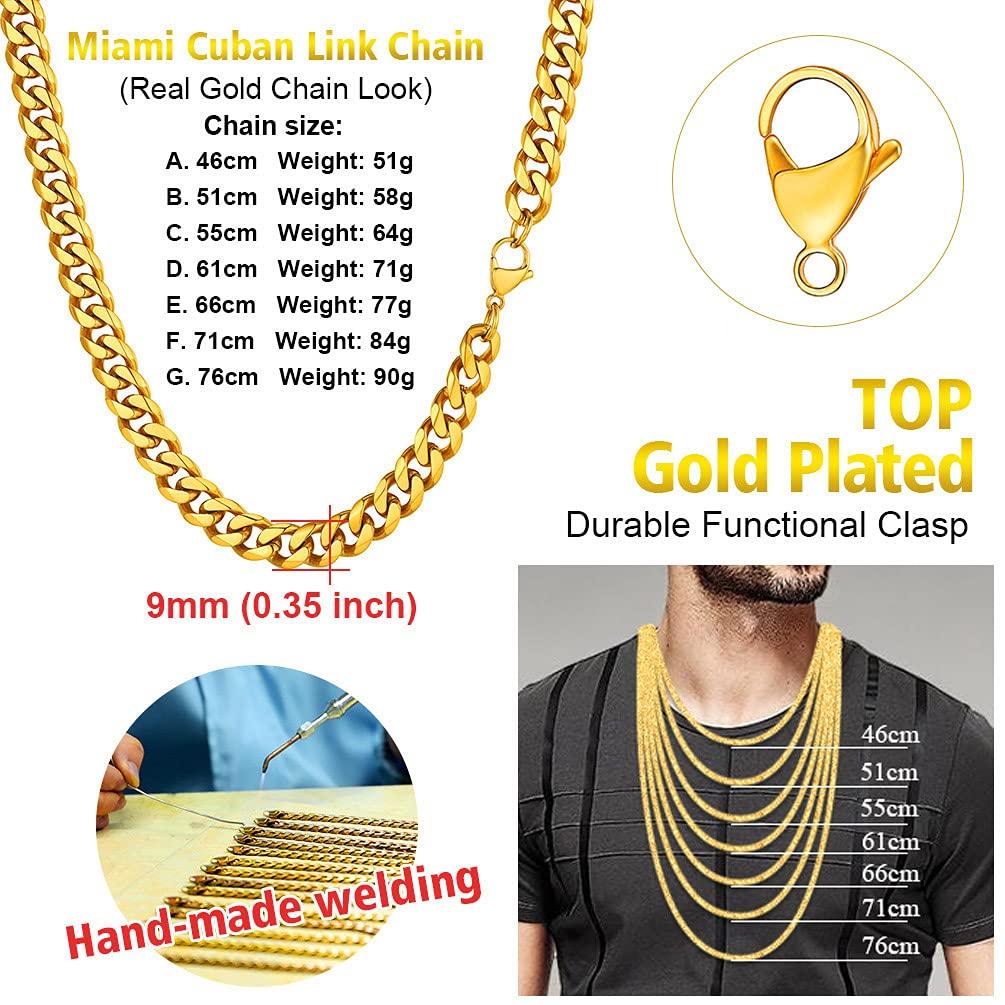 Miami Cuban Link Chain
(Real Gold Chain Look)
Chain size:
A. 46cm Weight: 51g
B. 51cm Weight: 58g
C. 55cm Weight: 64g
D. 61cm Weight: 71g
E. 66cm Weight: 77g
F. 71cm Weight: 84g
G. 76cm Weight: 90g
9mm (0.35 inch)
TOP
Gold Plated
Durable Functional Clasp
Hand-made welding
46cm
51cm
55cm
61cm
66cm
71cm
76cm